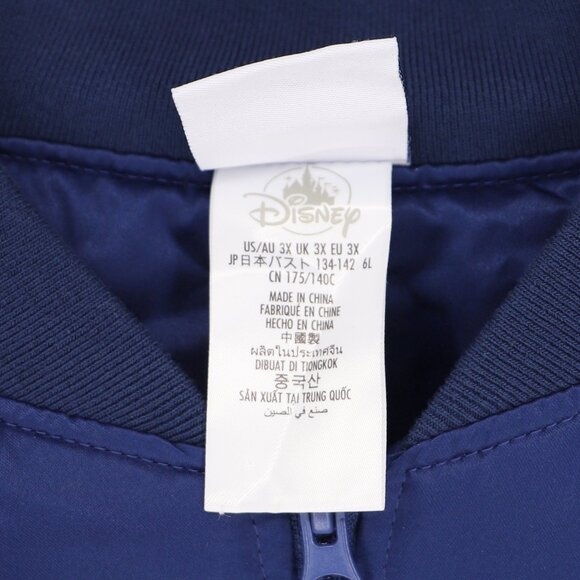 Disney
US/AU 3X UK 3X EU 3X
JP日本バスト 134-142 6L
CN 175/140C
MADE IN CHINA
FABRIQUÉ EN CHINE
HECHO EN CHINA
中國製
ผลิตในประเทศจีน
DIBUAT DI TIONGKOK
중국산
SẢN XUẤT TẠI TRUNG QUỐC
صنع في الصين